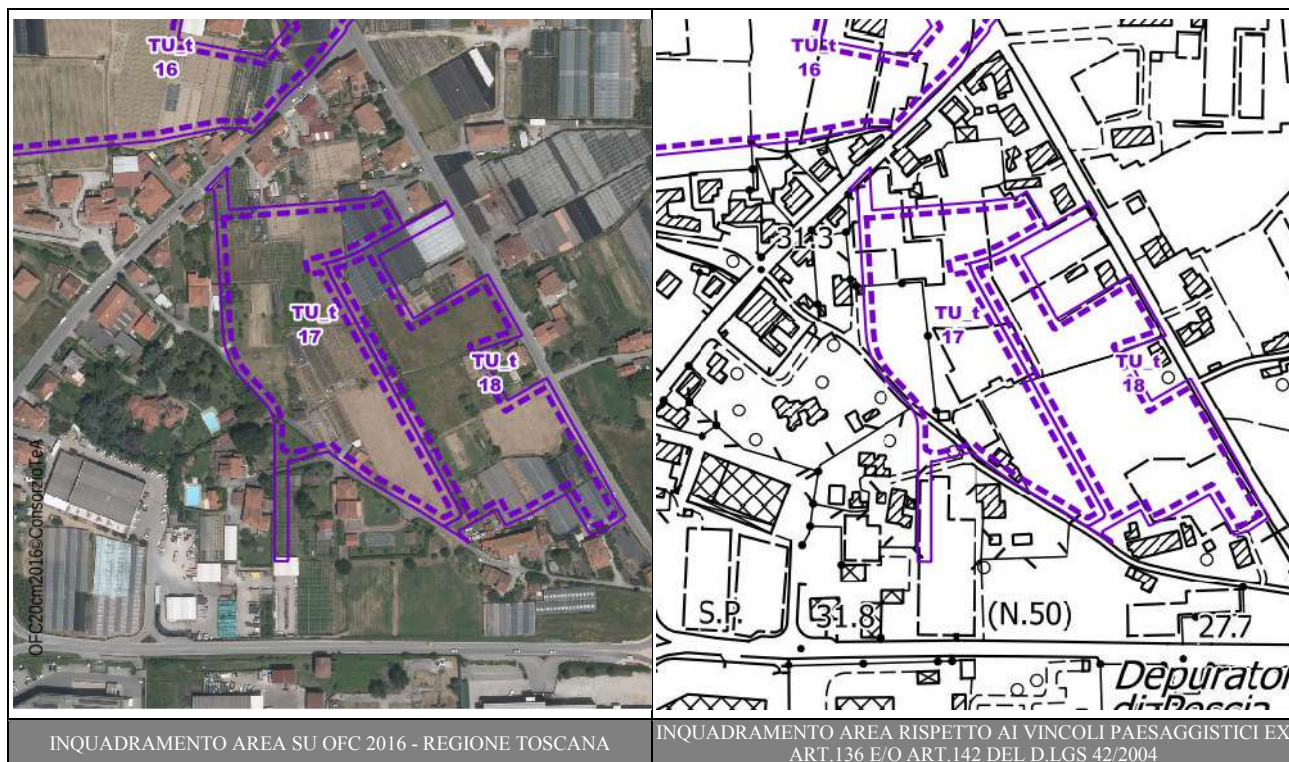 TU_t
16
TU_t
17
TU_t
18
OFC20cm2016©ConsorzioTeA
INQUADRAMENTO AREA SU OFC 2016 - REGIONE TOSCANA
TU_t
16
31.3
TU_t
17
TU_t
18
S.P.
31.8
(N.50)
27.7
Depurator
di Pescia
INQUADRAMENTO AREA RISPETTO AI VINCOLI PAESAGGISTICI EX
ART.136 E/O ART.142 DEL D.LGS 42/2004